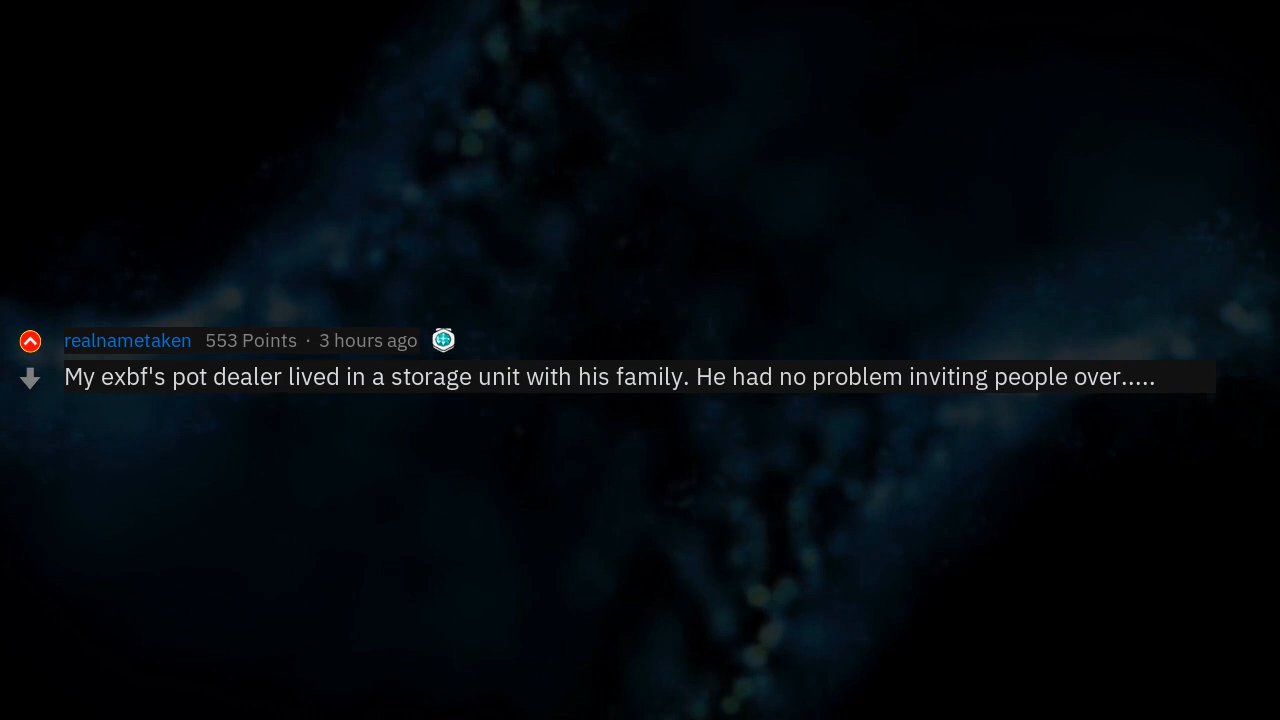 realnametaken 553 Points · 3 hours ago
My exbf's pot dealer lived in a storage unit with his family. He had no problem inviting people over.....